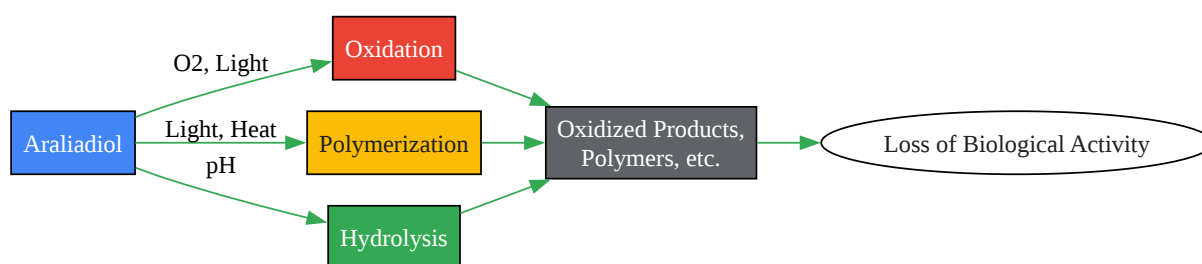 Araliadiol
O2, Light
Light, Heat
pH
Oxidation
Polymerization
Hydrolysis
Oxidized Products,
Polymers, etc.
Loss of Biological Activity